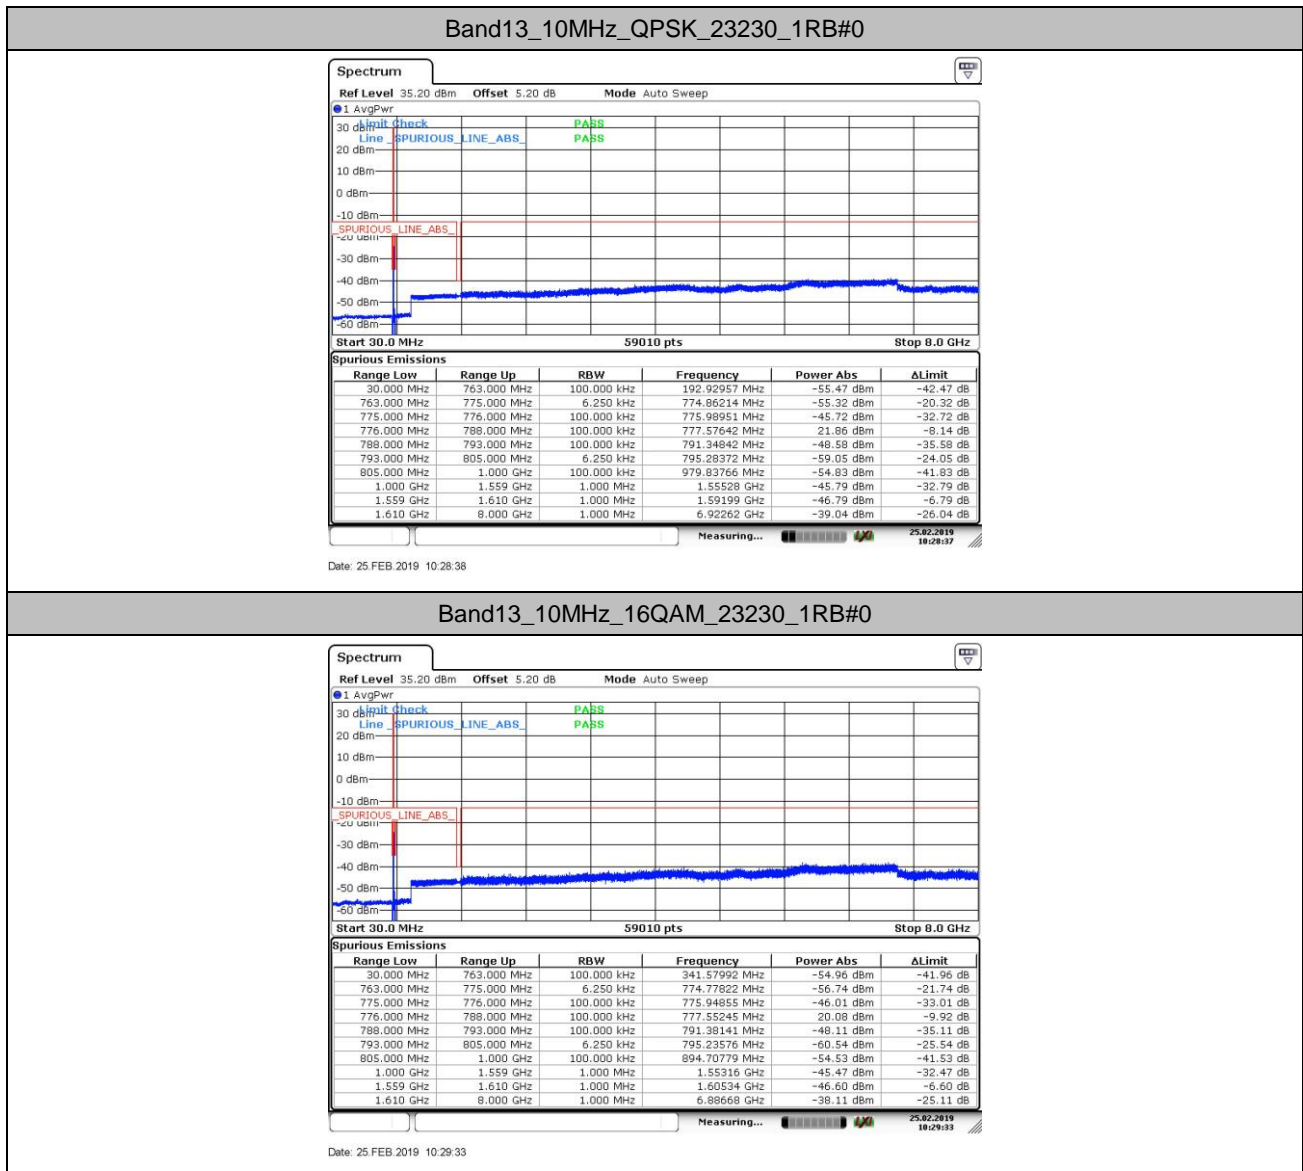 Band13_10MHz_QPSK_23230_1RB#0
Spectrum
Ref Level 35.20 dBm Offset 5.20 dB Mode Auto Sweep
1 AvgPwr
30 dBm Limit Check PASS
Line _SPURIOUS_LINE_ABS_ PASS
20 dBm
10 dBm
0 dBm
-10 dBm
_SPURIOUS_LINE_ABS_
-20 dBm
-30 dBm
-40 dBm
-50 dBm
-60 dBm
Start 30.0 MHz 59010 pts Stop 8.0 GHz
Spurious Emissions
Range Low Range Up RBW Frequency Power Abs ΔLimit
30.000 MHz 763.000 MHz 100.000 kHz 192.92957 MHz -55.47 dBm -42.47 dB
763.000 MHz 775.000 MHz 6.250 kHz 774.86214 MHz -55.32 dBm -20.32 dB
775.000 MHz 776.000 MHz 100.000 kHz 775.98951 MHz -45.72 dBm -32.72 dB
776.000 MHz 788.000 MHz 100.000 kHz 777.57642 MHz 21.86 dBm -8.14 dB
788.000 MHz 793.000 MHz 100.000 kHz 791.34842 MHz -48.58 dBm -35.58 dB
793.000 MHz 805.000 MHz 6.250 kHz 795.28372 MHz -59.05 dBm -24.05 dB
805.000 MHz 1.000 GHz 100.000 kHz 979.83766 MHz -54.83 dBm -41.83 dB
1.000 GHz 1.559 GHz 1.000 MHz 1.55528 GHz -45.79 dBm -32.79 dB
1.559 GHz 1.610 GHz 1.000 MHz 1.59199 GHz -46.79 dBm -6.79 dB
1.610 GHz 8.000 GHz 1.000 MHz 6.92262 GHz -39.04 dBm -26.04 dB
Measuring... LXI 25.02.2019
10:28:37
Date: 25.FEB.2019 10:28:38
Band13_10MHz_16QAM_23230_1RB#0
Spectrum
Ref Level 35.20 dBm Offset 5.20 dB Mode Auto Sweep
1 AvgPwr
30 dBm Limit Check PASS
Line _SPURIOUS_LINE_ABS_ PASS
20 dBm
10 dBm
0 dBm
-10 dBm
_SPURIOUS_LINE_ABS_
-20 dBm
-30 dBm
-40 dBm
-50 dBm
-60 dBm
Start 30.0 MHz 59010 pts Stop 8.0 GHz
Spurious Emissions
Range Low Range Up RBW Frequency Power Abs ΔLimit
30.000 MHz 763.000 MHz 100.000 kHz 341.57992 MHz -54.96 dBm -41.96 dB
763.000 MHz 775.000 MHz 6.250 kHz 774.77822 MHz -56.74 dBm -21.74 dB
775.000 MHz 776.000 MHz 100.000 kHz 775.94855 MHz -46.01 dBm -33.01 dB
776.000 MHz 788.000 MHz 100.000 kHz 777.55245 MHz 20.08 dBm -9.92 dB
788.000 MHz 793.000 MHz 100.000 kHz 791.38141 MHz -48.11 dBm -35.11 dB
793.000 MHz 805.000 MHz 6.250 kHz 795.23576 MHz -60.54 dBm -25.54 dB
805.000 MHz 1.000 GHz 100.000 kHz 894.70779 MHz -54.53 dBm -41.53 dB
1.000 GHz 1.559 GHz 1.000 MHz 1.55316 GHz -45.47 dBm -32.47 dB
1.559 GHz 1.610 GHz 1.000 MHz 1.60534 GHz -46.60 dBm -6.60 dB
1.610 GHz 8.000 GHz 1.000 MHz 6.88668 GHz -38.11 dBm -25.11 dB
Measuring... LXI 25.02.2019
10:29:33
Date: 25.FEB.2019 10:29:33